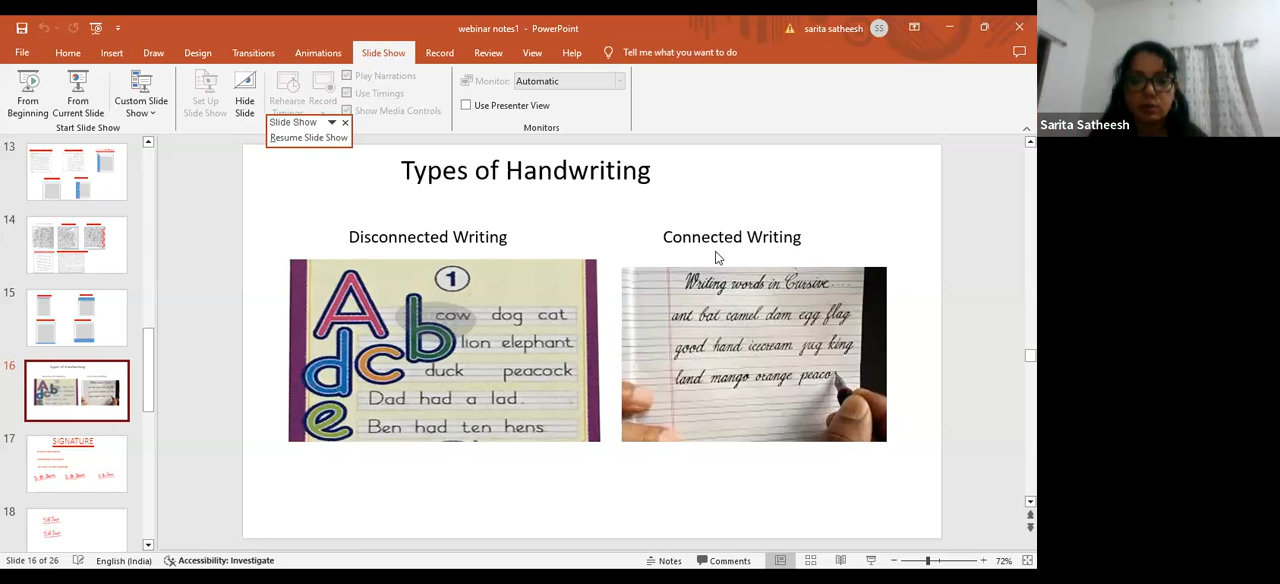 webinar notes1 - PowerPoint
sarita satheesh SS
File Home Insert Draw Design Transitions Animations Slide Show Record Review View Help Tell me what you want to do
From Beginning
From Current Slide
Custom Slide Show
Set Up Slide Show
Hide Slide
Rehearse Timings
Record
Play Narrations
Use Timings
Show Media Controls
Monitor: Automatic
Use Presenter View
Start Slide Show
Monitors
Slide Show
Resume Slide Show
Sarita Satheesh
13
14
15
16
17
SIGNATURE
18
Types of Handwriting
Disconnected Writing
Connected Writing
1
A b
d c
e
cow dog cat
lion elephant
duck peacock
Dad had a lad.
Ben had ten hens
Writing words in Cursive....
ant bat camel dam egg flag
good hand icecream jug king
land mango orange peaco
Slide 16 of 26 English (India) Accessibility: Investigate Notes Comments 72%